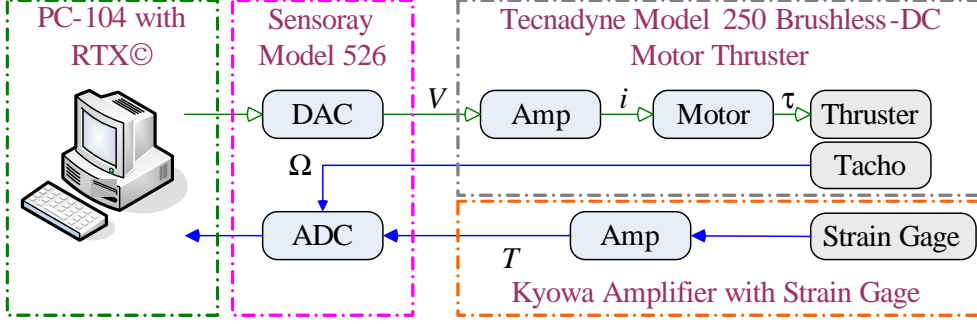 PC-104 with
RTX©
Sensoray
Model 526
Tecnadyne Model 250 Brushless-DC
Motor Thruster
DAC
V
Amp
i
Motor
τ
Thruster
Ω
Tacho
ADC
T
Amp
Strain Gage
Kyowa Amplifier with Strain Gage